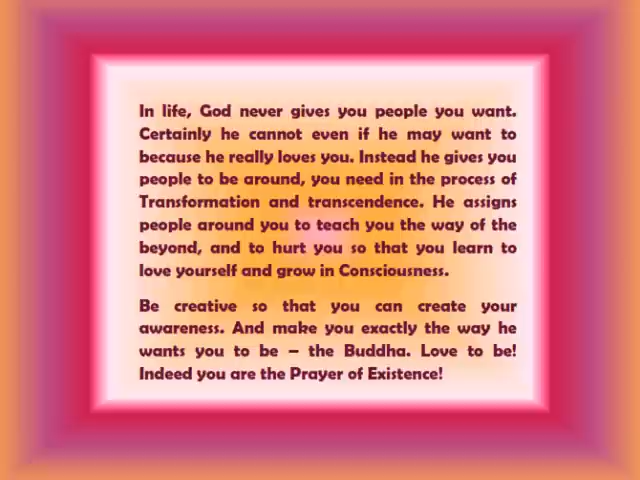 In life, God never gives you people you want.
Certainly he cannot even if he may want to
because he really loves you. Instead he gives you
people to be around, you need in the process of
Transformation and transcendence. He assigns
people around you to teach you the way of the
beyond, and to hurt you so that you learn to
love yourself and grow in Consciousness.
Be creative so that you can create your
awareness. And make you exactly the way he
wants you to be – the Buddha. Love to be!
Indeed you are the Prayer of Existence!